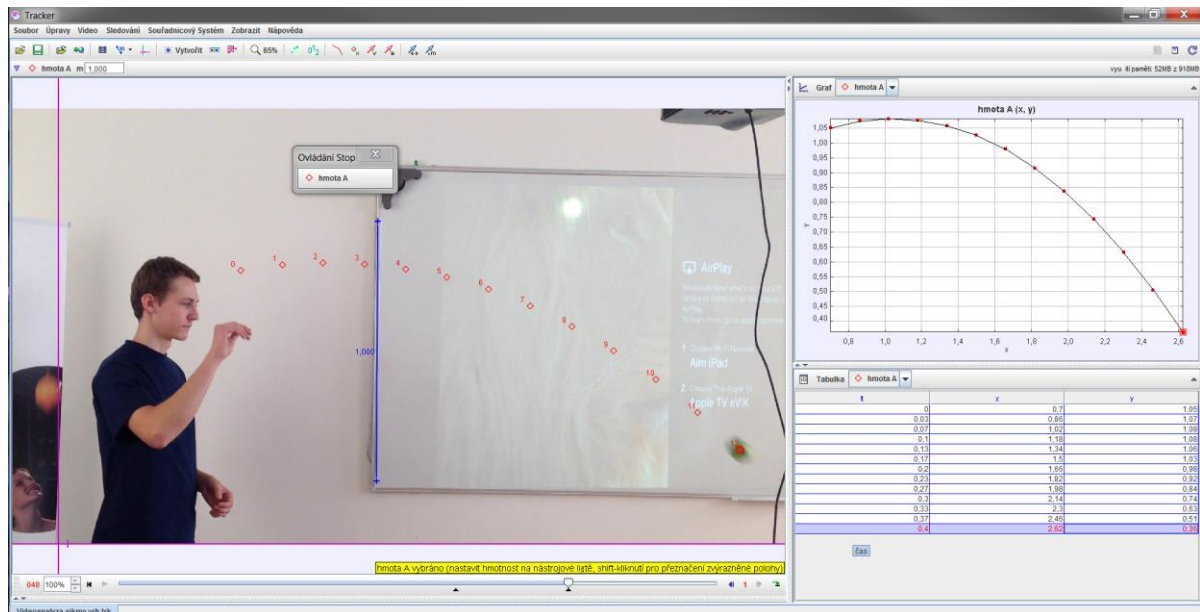 Tracker
Soubor Úpravy Video Sledování Souřadnicový Systém Zobrazit Nápověda
Vytvořit 65%
hmota A m 1,000
vyu ití paměti: 52MB z 918MB
Ovládání Stop
hmota A
0 1 2 3 4 5 6 7 8 9 10 11
1,000
AirPlay
Aim iPad
Apple TV eVIK
Graf hmota A
hmota A (x, y)
1,05
1,00
0,95
0,90
0,85
0,80
0,75
0,70
0,65
0,60
0,55
0,50
0,45
0,40
y
0,8 1,0 1,2 1,4 1,6 1,8 2,0 2,2 2,4 2,6
x
Tabulka hmota A
t x y
0 0,7 1,05
0,03 0,86 1,07
0,07 1,02 1,08
0,1 1,18 1,08
0,13 1,34 1,06
0,17 1,5 1,03
0,2 1,66 0,98
0,23 1,82 0,92
0,27 1,98 0,84
0,3 2,14 0,74
0,33 2,3 0,63
0,37 2,46 0,51
0,4 2,62 0,35
čas
hmota A vybráno (nastavit hmotnost na nástrojové liště, shift-kliknutí pro přeznačení zvýrazněné polohy)
048 100% 1
Videoanalyza sikmy vrh.trk